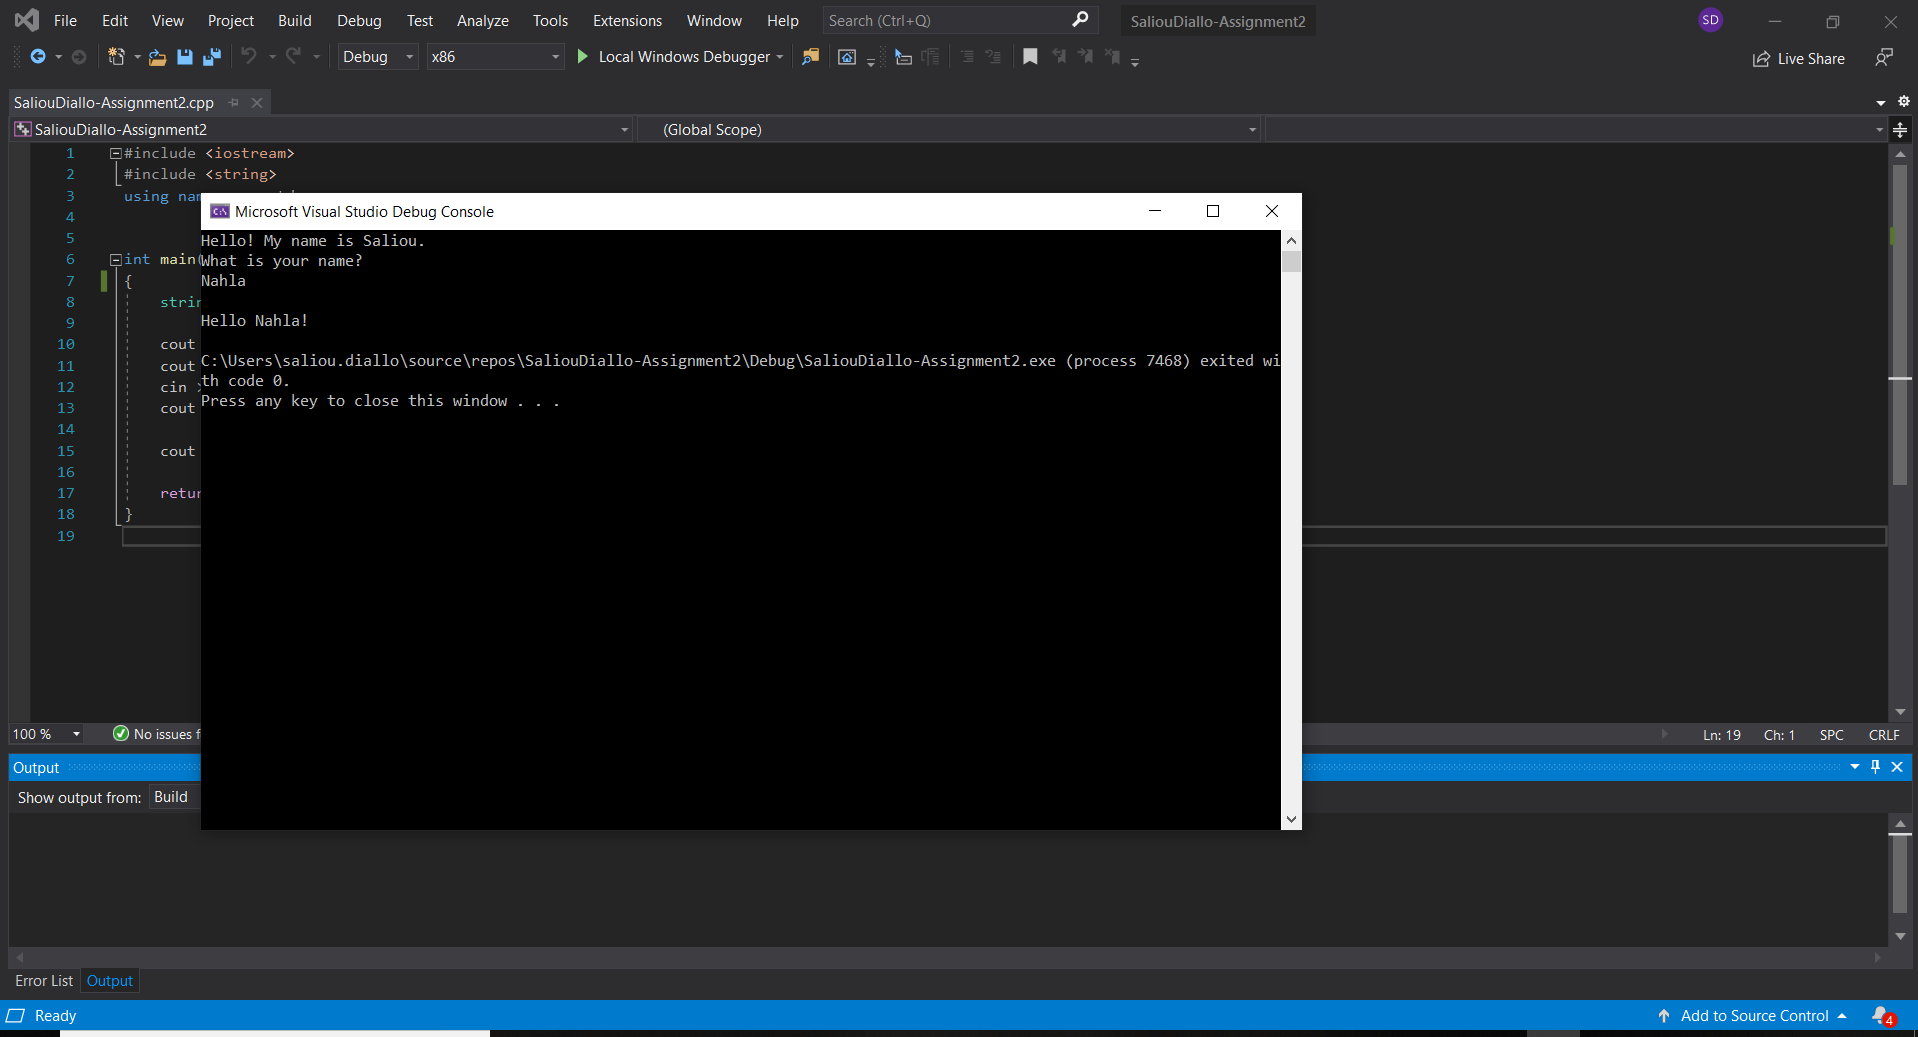 File Edit View Project Build Debug Test Analyze Tools Extensions Window Help Search (Ctrl+Q) SaliouDiallo-Assignment2 SD
Debug x86 Local Windows Debugger Live Share
SaliouDiallo-Assignment2.cpp
SaliouDiallo-Assignment2 (Global Scope)
1 #include <iostream>
2 #include <string>
3 using nam
4
5
6 int main(
7 {
8 strin
9
10 cout
11 cout
12 cin >
13 cout
14
15 cout
16
17 retur
18 }
19
Microsoft Visual Studio Debug Console
Hello! My name is Saliou.
What is your name?
Nahla
Hello Nahla!
C:\Users\saliou.diallo\source\repos\SaliouDiallo-Assignment2\Debug\SaliouDiallo-Assignment2.exe (process 7468) exited wi
th code 0.
Press any key to close this window . . .
100 % No issues f Ln: 19 Ch: 1 SPC CRLF
Output
Show output from: Build
Error List Output
Ready Add to Source Control 4